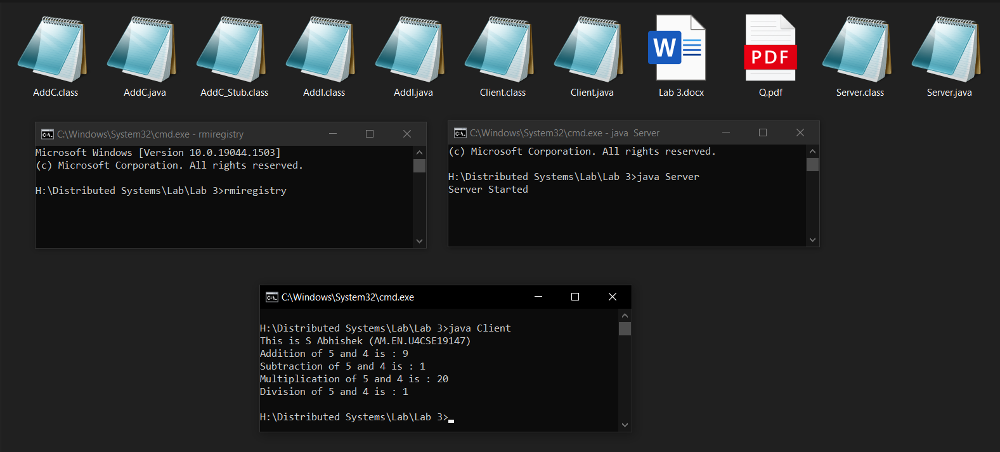 AddC.class
AddC.java
AddC_Stub.class
AddI.class
AddI.java
Client.class
Client.java
W
Lab 3.docx
PDF
Q.pdf
Server.class
Server.java
C:\Windows\System32\cmd.exe - rmiregistry
Microsoft Windows [Version 10.0.19044.1503]
(c) Microsoft Corporation. All rights reserved.
H:\Distributed Systems\Lab\Lab 3>rmiregistry
C:\Windows\System32\cmd.exe - java  Server
(c) Microsoft Corporation. All rights reserved.
H:\Distributed Systems\Lab\Lab 3>java Server
Server Started
C:\Windows\System32\cmd.exe
H:\Distributed Systems\Lab\Lab 3>java Client
This is S Abhishek (AM.EN.U4CSE19147)
Addition of 5 and 4 is : 9
Subtraction of 5 and 4 is : 1
Multiplication of 5 and 4 is : 20
Division of 5 and 4 is : 1
H:\Distributed Systems\Lab\Lab 3>